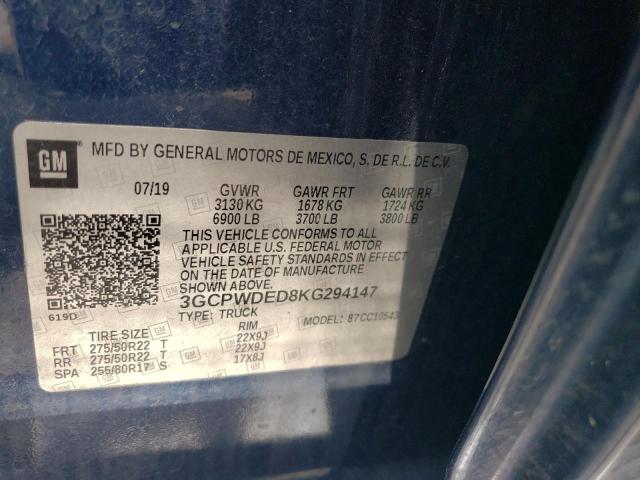 GM ® MFD BY GENERAL MOTORS DE MEXICO, S. DE R.L. DE C.V.
07/19 GVWR GAWR FRT GAWR RR
3130 KG 1678 KG 1724 KG
6900 LB 3700 LB 3800 LB
THIS VEHICLE CONFORMS TO ALL
APPLICABLE U.S. FEDERAL MOTOR
VEHICLE SAFETY STANDARDS IN EFFECT
ON THE DATE OF MANUFACTURE
SHOWN ABOVE.
3GCPWDED8KG294147
619D
TYPE: TRUCK MODEL: 87CC10543
TIRE SIZE RIM
FRT 275/50R22 T 22X9J
RR 275/50R22 T 22X9J
SPA 255/80R17 S 17X8J